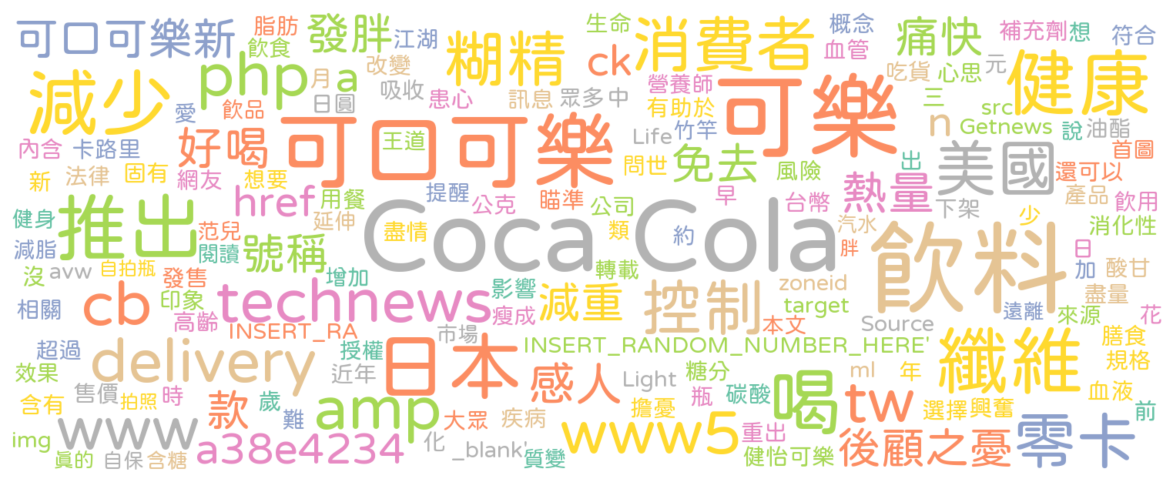 可口可樂新 脂肪 發胖 江湖 糊精 生命 消費者 概念 痛快 補充劑 想 符合
飲食 改變 ck 血管 心思 元
減少 php 月 a 吸收 患心 訊息 眾多 中 營養師 有助於 可樂 吃貨 三 src 健康
愛 飲品 日圓 王道 可口可樂 Life 竹竿 n Getnews 說 油酯
內含 卡路里 好喝 問世 免去 風險 出 美國 還可以 首圖
新 法律 固有 網友 想要 提醒 瞄準 早 熱量 產品
健身 推出 href 用餐 公克 公司 台幣 下架 飲用
減脂 范兒 延伸 盡情 Coca Cola 類 約 汽水 少 消化性
沒 avw 自拍瓶 閱讀 號稱 轉載 胖 飲料 日 加 酸甘
發售 增加 影響 減重 zoneid 盡量
相關 cb 印象 technews 瘦成 控制 target 遠離 來源 花
高齡 INSERT_RA 市場 本文 Source 膳食
超過 delivery 授權 日本 INSERT_RANDOM_NUMBER_HERE' 纖維 規格
效果 近年 感人 Light 糖分 ml 年
售價 拍照 時 款 歲 amp 瓶 碳酸 喝 tw 血液
含有 難 大眾 疾病 擔憂 選擇 興奮 前
img www a38e4234 化 www5 重出 後顧之憂 零卡
真的 自保 含糖 _blank' 質變 健怡可樂